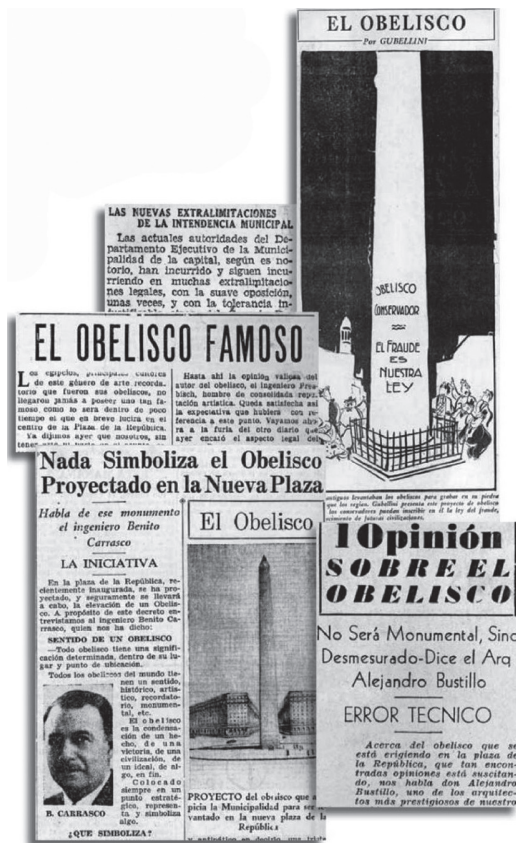 EL OBELISCO
Por GUBELLINI
OBELISCO
CONSERVADOR
EL FRAUDE
ES
NUESTRA
LEY
antiguos levantaban los obeliscos para grabar en su piedra
que los regían. Gubellini presenta este proyecto de obelisco
los conservadores puedan inscribir en él la ley del fraude,
de futuras civilizaciones.
LAS NUEVAS EXTRALIMITACIONES
DE LA INTENDENCIA MUNICIPAL
Las actuales autoridades del De-
partamento Ejecutivo de la Munici-
palidad de la capital, según es no-
torio, han incurrido y siguen incu-
rriendo en muchas extralimitacio-
nes legales, con la suave oposición,
unas veces, y con la tolerancia in-
EL OBELISCO FAMOSO
Los egipcios, principales cultores
de este género de arte recorda-
torio que fueron sus obeliscos, no
llegaron jamás a poseer uno tan fa-
moso como lo será dentro de poco
tiempo el que en breve lucirá en el
centro de la Plaza de la República.
Ya dijimos ayer que nosotros, sin
Hasta ahí la opinión valiosa del
autor del obelisco, el ingeniero Pre-
bisch, hombre de consolidada repu-
tación artística. Queda satisfecha así
la expectativa que hubiera con re-
ferencia a este punto. Vayamos aho-
ra a la furia del otro diario que
ayer encaró el aspecto legal del
Nada Simboliza el Obelisco
Proyectado en la Nueva Plaza
Habla de ese monumento
el ingeniero Benito
Carrasco
LA INICIATIVA
En la plaza de la República, re-
cientemente inaugurada, se ha pro-
yectado, y seguramente se llevará
a cabo, la elevación de un Obelis-
co. A propósito de este decreto en-
trevistamos al ingeniero Benito Ca-
rrasco, quien nos ha dicho:
SENTIDO DE UN OBELISCO
—Todo obelisco tiene una signifi-
cación determinada, dentro de su lu-
gar y punto de ubicación.
Todos los obeliscos del mundo tie-
nen un sentido,
histórico, artís-
tico, recordato-
rio, monumen-
tal, etc.
El obelisco
es la condensa-
ción de un he-
cho, de una
victoria, de una
civilización, de
un ideal, de al-
go, en fin.
Colocado
siempre en un
punto estraté-
gico, represen-
ta y simboliza
algo.
B. CARRASCO
¿QUE SIMBOLIZA?
El Obelisco
PROYECTO del obelisco que
picia la Municipalidad para ser
vantado en la nueva plaza de la
República
1 Opinión
SOBRE EL
OBELISCO
No Será Monumental, Sino
Desmesurado-Dice el Arq
Alejandro Bustillo
ERROR TECNICO
Acerca del obelisco que se
está erigiendo en la plaza de
la República, que tan encon-
tradas opiniones está suscitan-
do, nos habla don Alejandro
Bustillo, uno de los arquitec-
tos más prestigiosos de nuestro